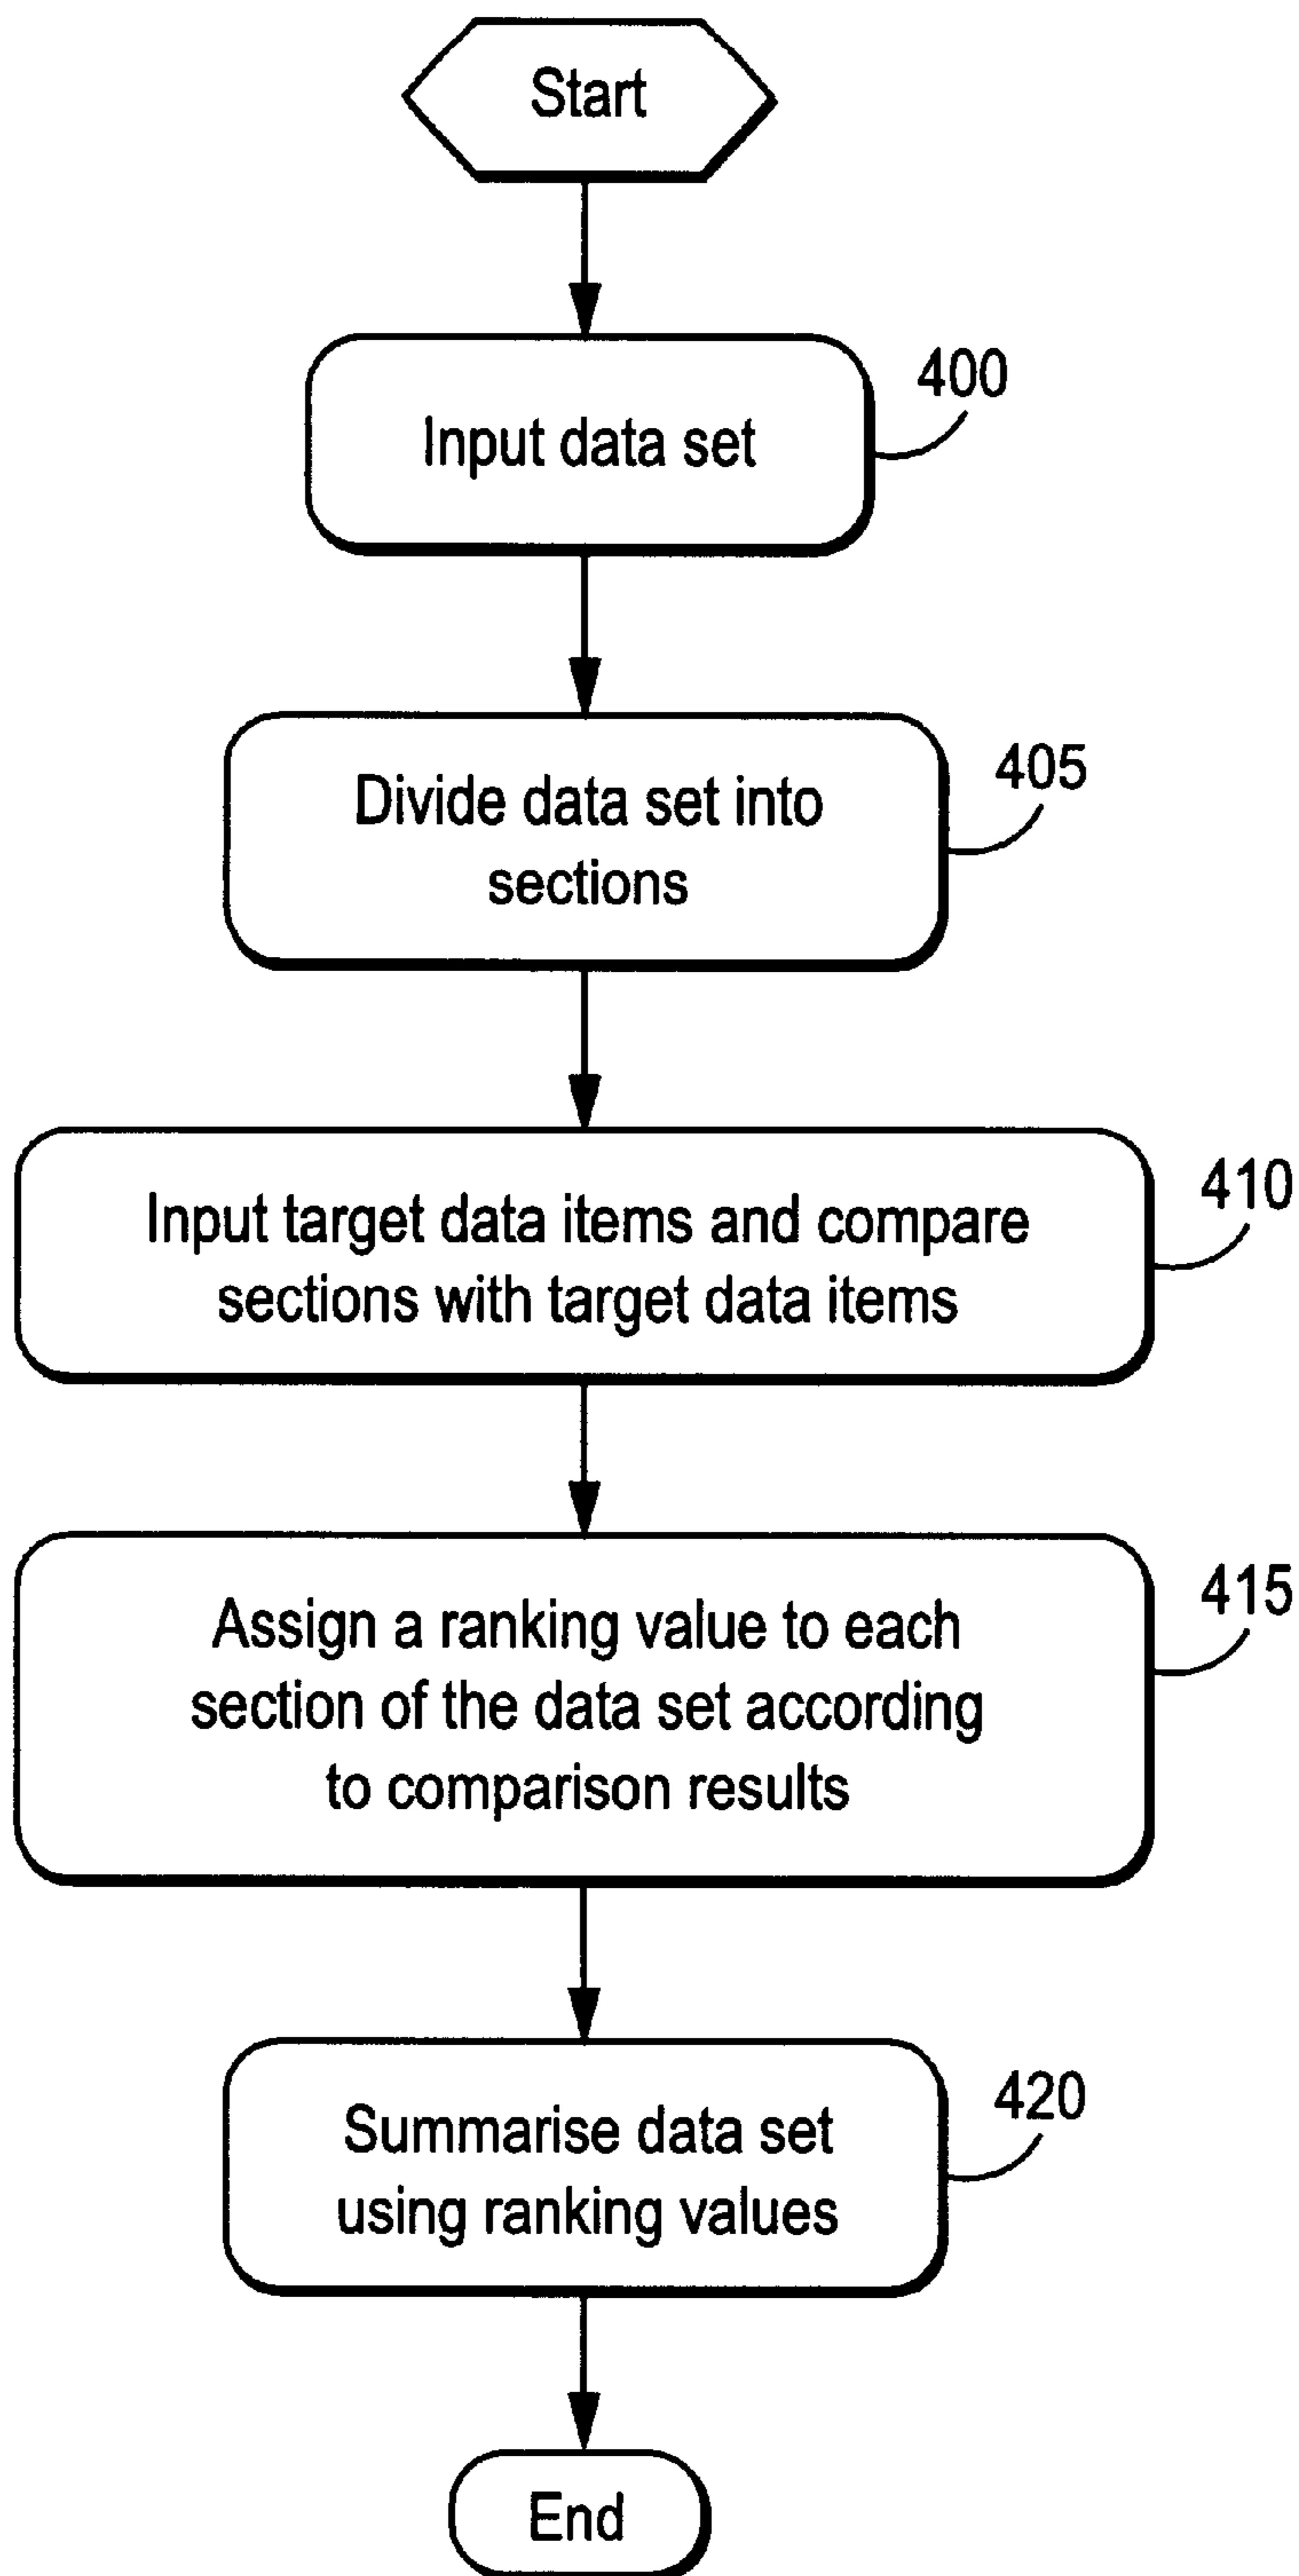 Start
400
Input data set
405
Divide data set into
sections
410
Input target data items and compare
sections with target data items
415
Assign a ranking value to each
section of the data set according
to comparison results
420
Summarise data set
using ranking values
End